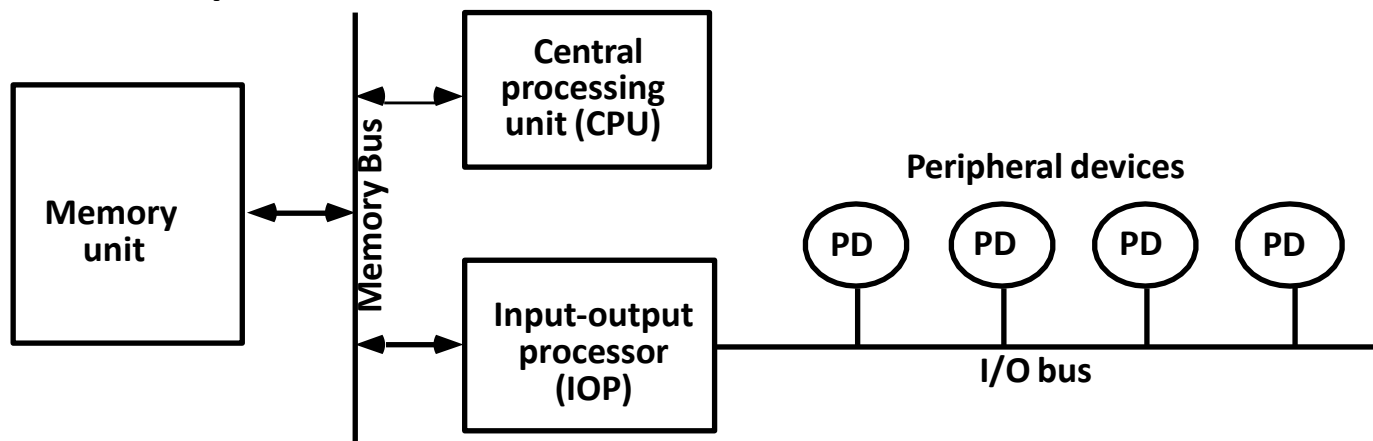 Memory
unit
Memory Bus
Central
processing
unit (CPU)
Input-output
processor
(IOP)
Peripheral devices
PD PD PD PD
I/O bus